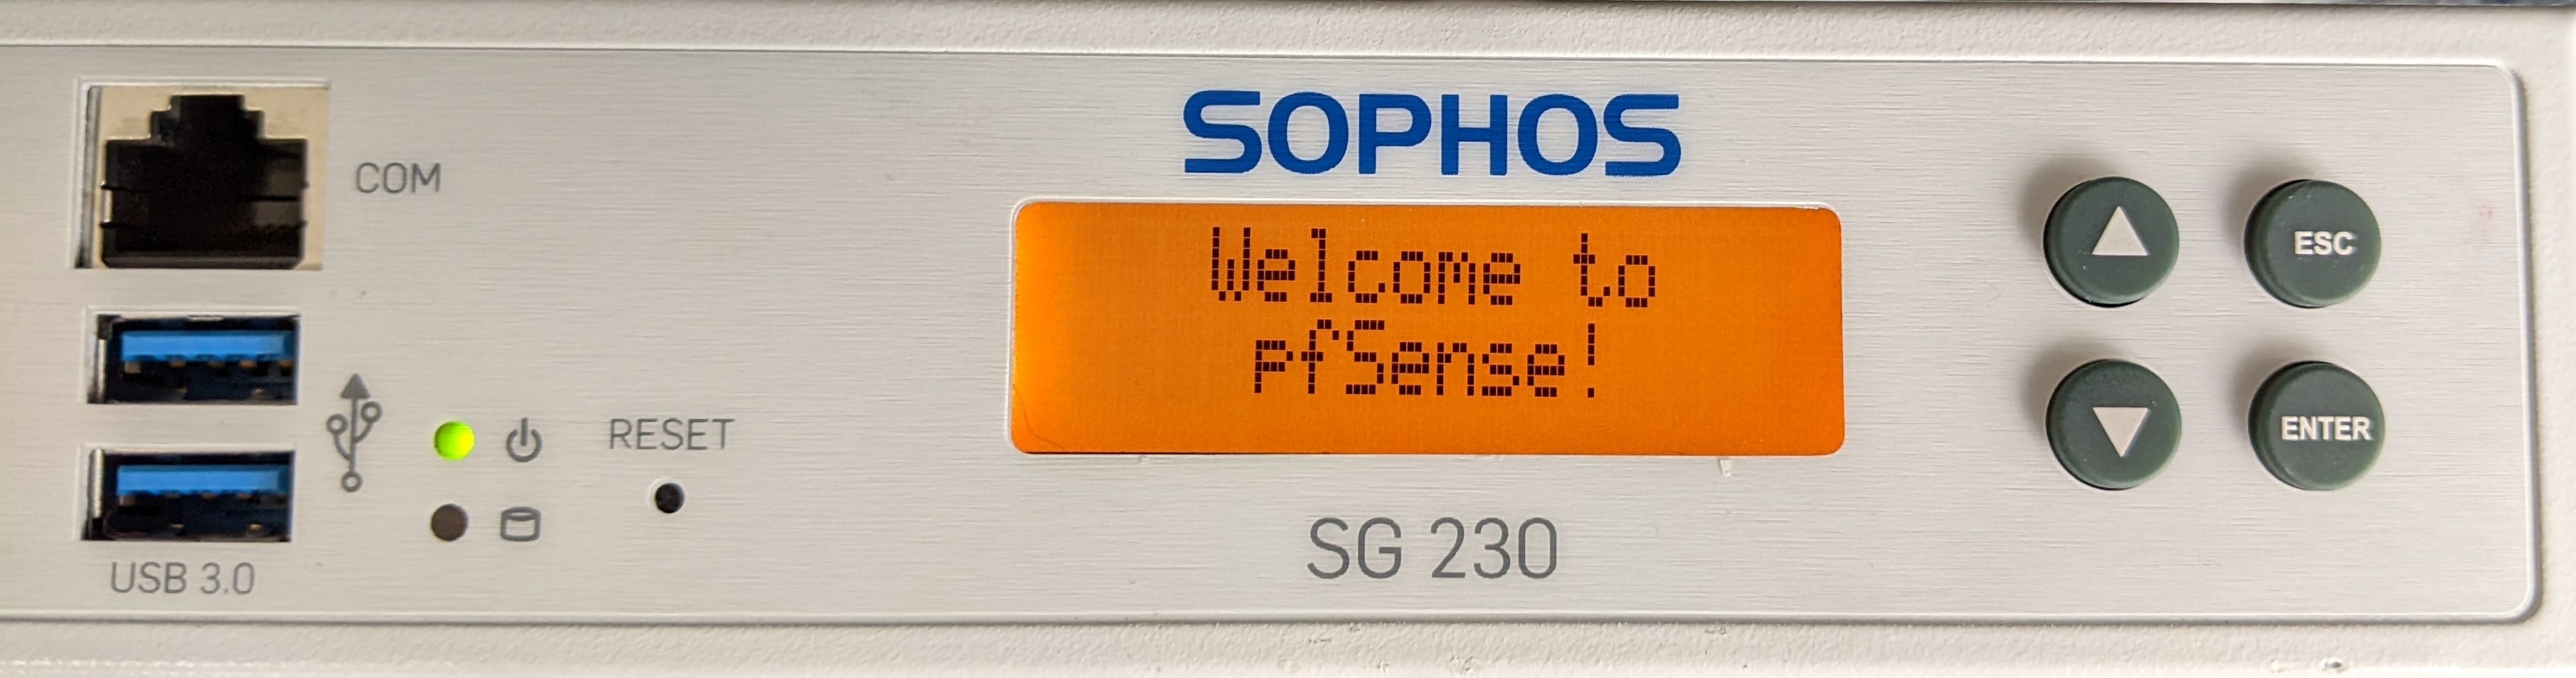 COM
USB 3.0
RESET
SOPHOS
Welcome to
pfSense!
SG 230
ESC
ENTER